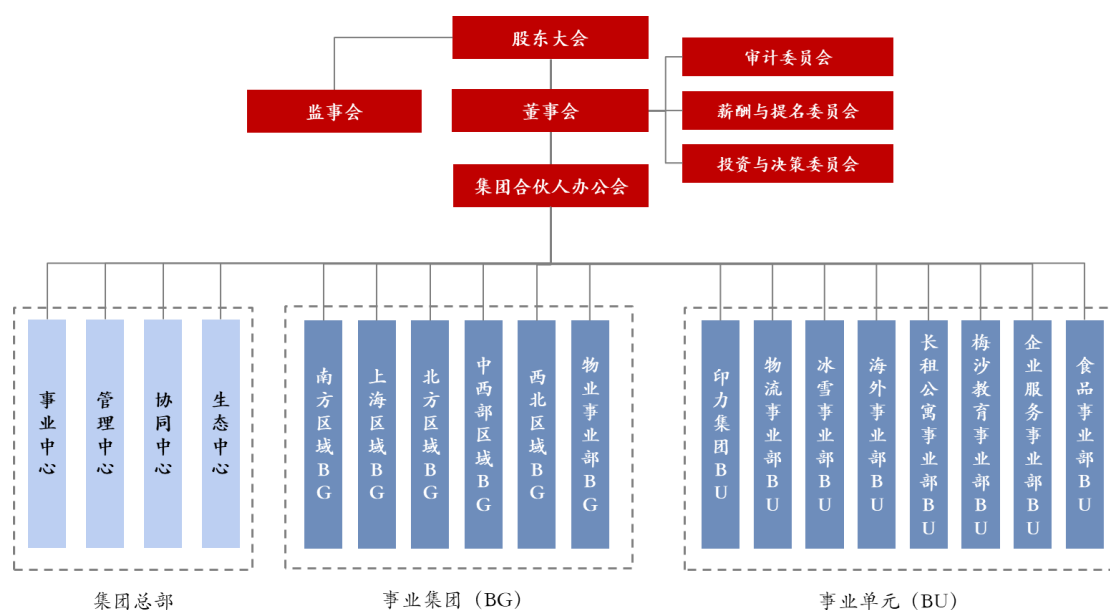 股东大会
审计委员会
监事会
董事会
薪酬与提名委员会
投资与决策委员会
集团合伙人办公会
事业中心
管理中心
协同中心
生态中心
南方区域BG
上海区域BG
北方区域BG
中西部区域BG
西北区域BG
物业事业部BG
印力集团BU
物流事业部BU
冰雪事业部BU
海外事业部BU
长租公寓事业部BU
梅沙教育事业部BU
企业服务事业部BU
食品事业部BU
集团总部
事业集团（BG）
事业单元（BU）